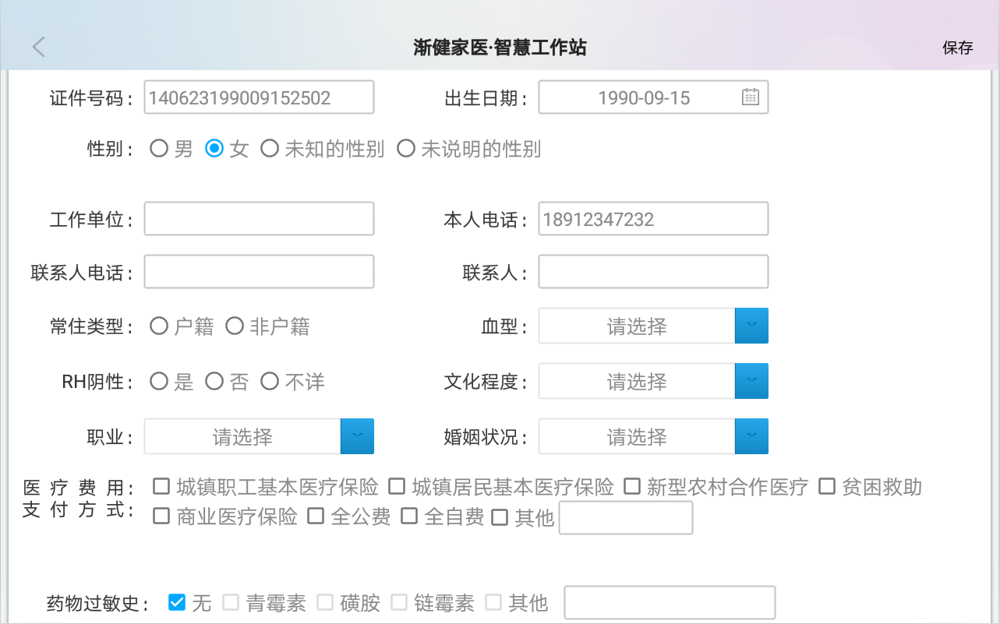 渐健家医·智慧工作站 保存
证件号码: 140623199009152502 出生日期: 1990-09-15
性别: 男 女 未知的性别 未说明的性别
工作单位: 本人电话: 18912347232
联系人电话: 联系人:
常住类型: 户籍 非户籍 血型: 请选择
RH阴性: 是 否 不详 文化程度: 请选择
职业: 请选择 婚姻状况: 请选择
医疗费用: 城镇职工基本医疗保险 城镇居民基本医疗保险 新型农村合作医疗 贫困救助
支付方式: 商业医疗保险 全公费 全自费 其他
药物过敏史: 无 青霉素 磺胺 链霉素 其他